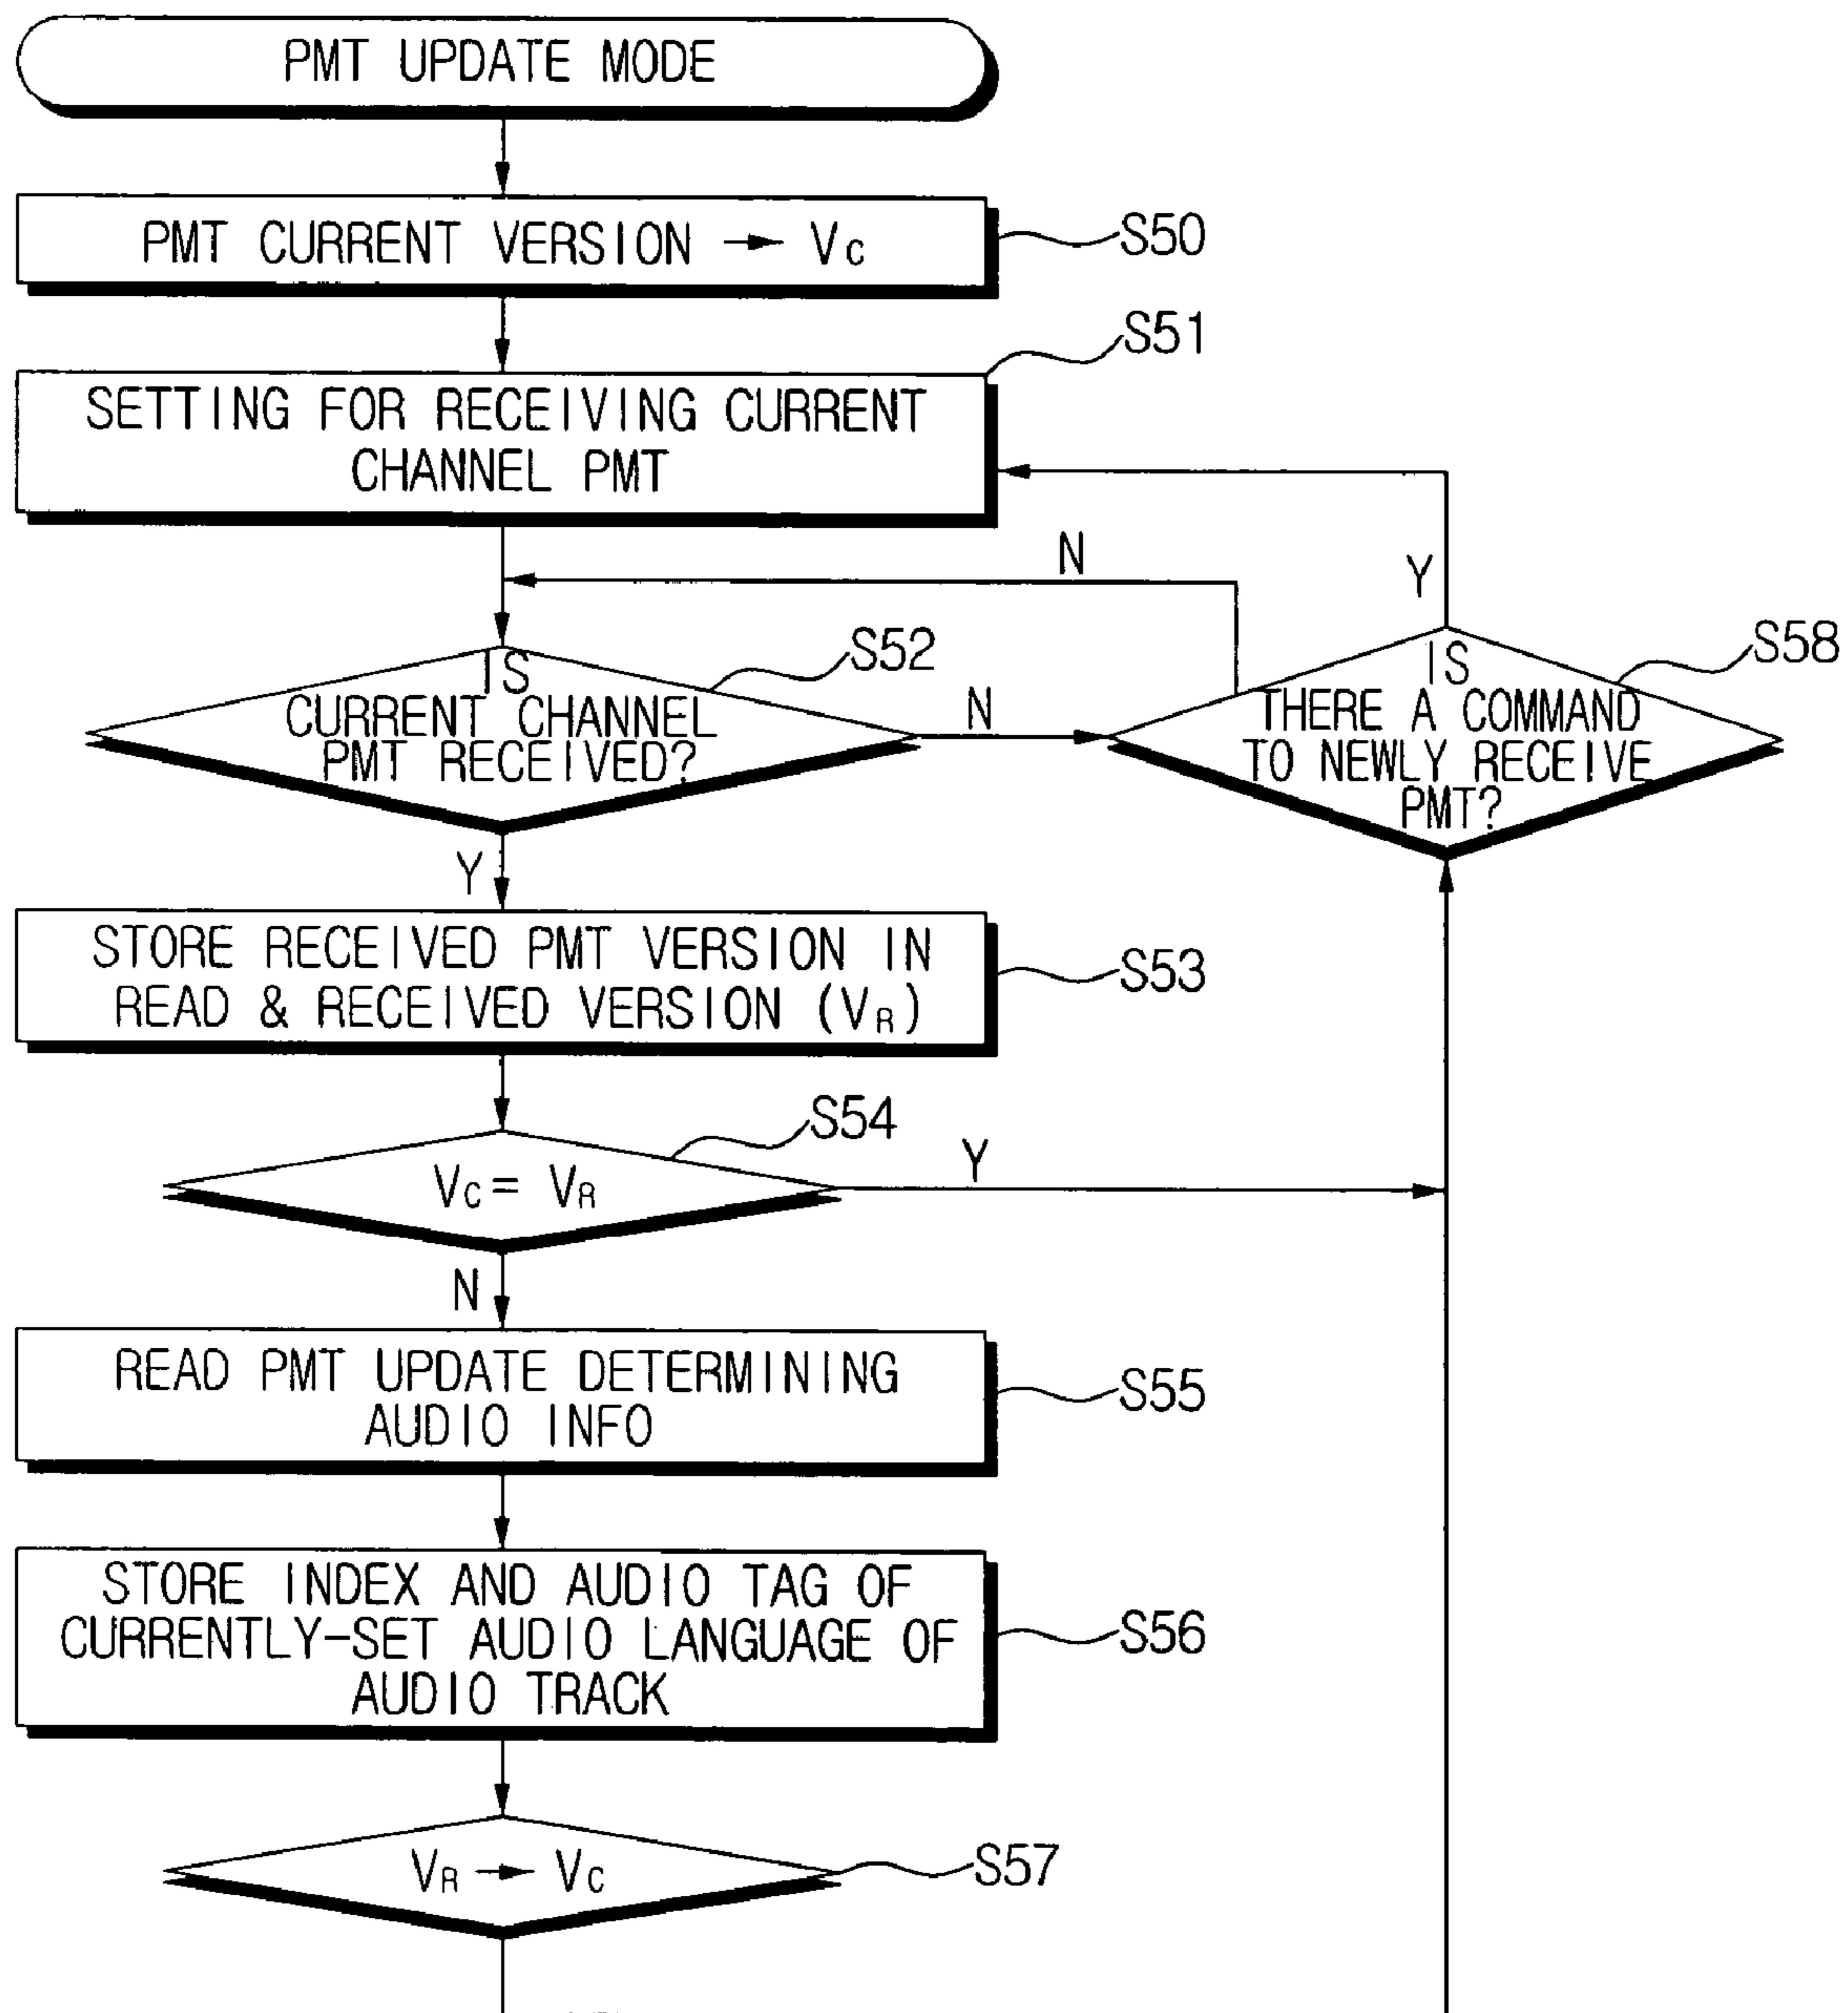 PMT UPDATE MODE
PMT CURRENT VERSION → Vc
S50
S51
SETTING FOR RECEIVING CURRENT
CHANNEL PMT
N
Y
S52
S58
IS
CURRENT CHANNEL
PMT RECEIVED?
N
IS
THERE A COMMAND
TO NEWLY RECEIVE
PMT?
Y
STORE RECEIVED PMT VERSION IN
READ & RECEIVED VERSION (VR)
S53
S54
Vc = VR
Y
N
READ PMT UPDATE DETERMINING
AUDIO INFO
S55
STORE INDEX AND AUDIO TAG OF
CURRENTLY-SET AUDIO LANGUAGE OF
AUDIO TRACK
S56
VR → Vc
S57